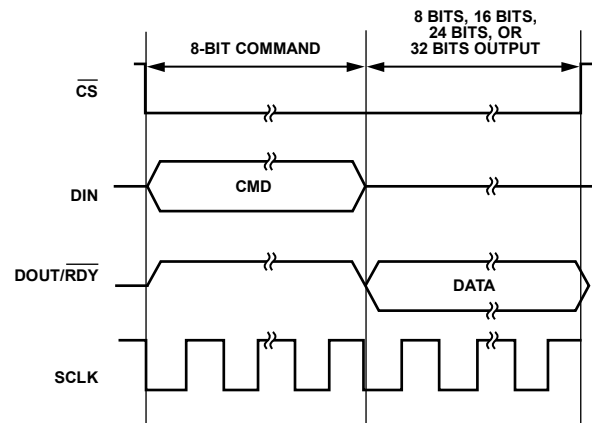 8 BITS, 16 BITS,
24 BITS, OR
32 BITS OUTPUT
8-BIT COMMAND
CS
DIN
CMD
DOUT/RDY
DATA
SCLK